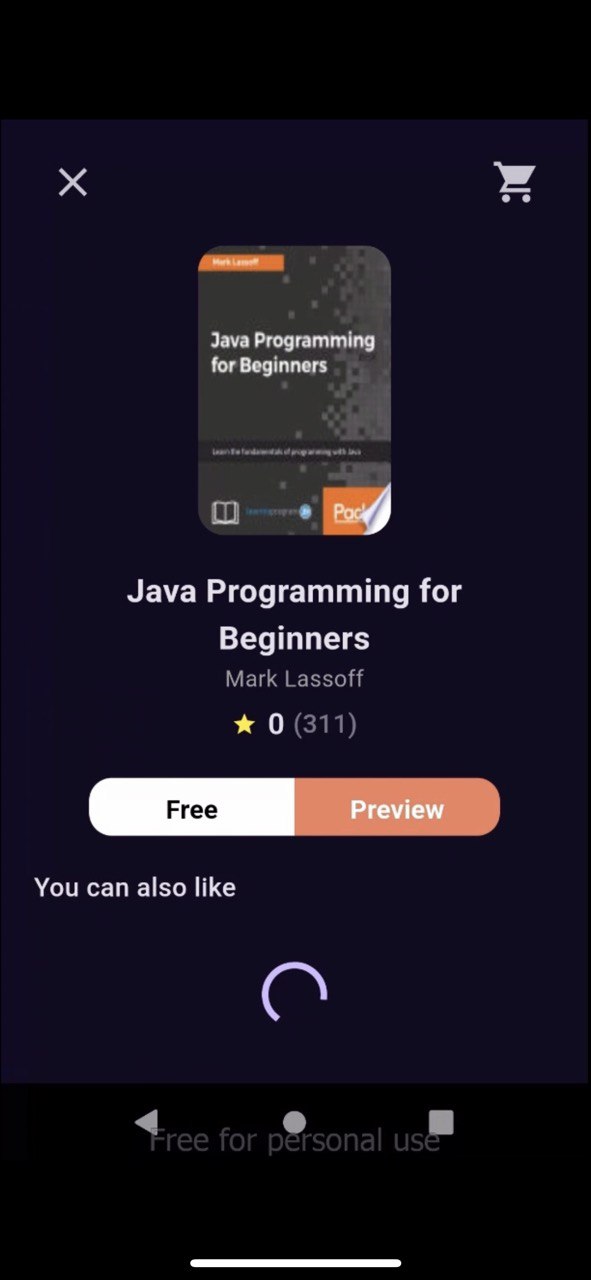 Mark Lassoff
Java Programming
for Beginners
Learn the fundamentals of programming with Java
Java Programming for
Beginners
Mark Lassoff
0 (311)
Free
Preview
You can also like
Free for personal use